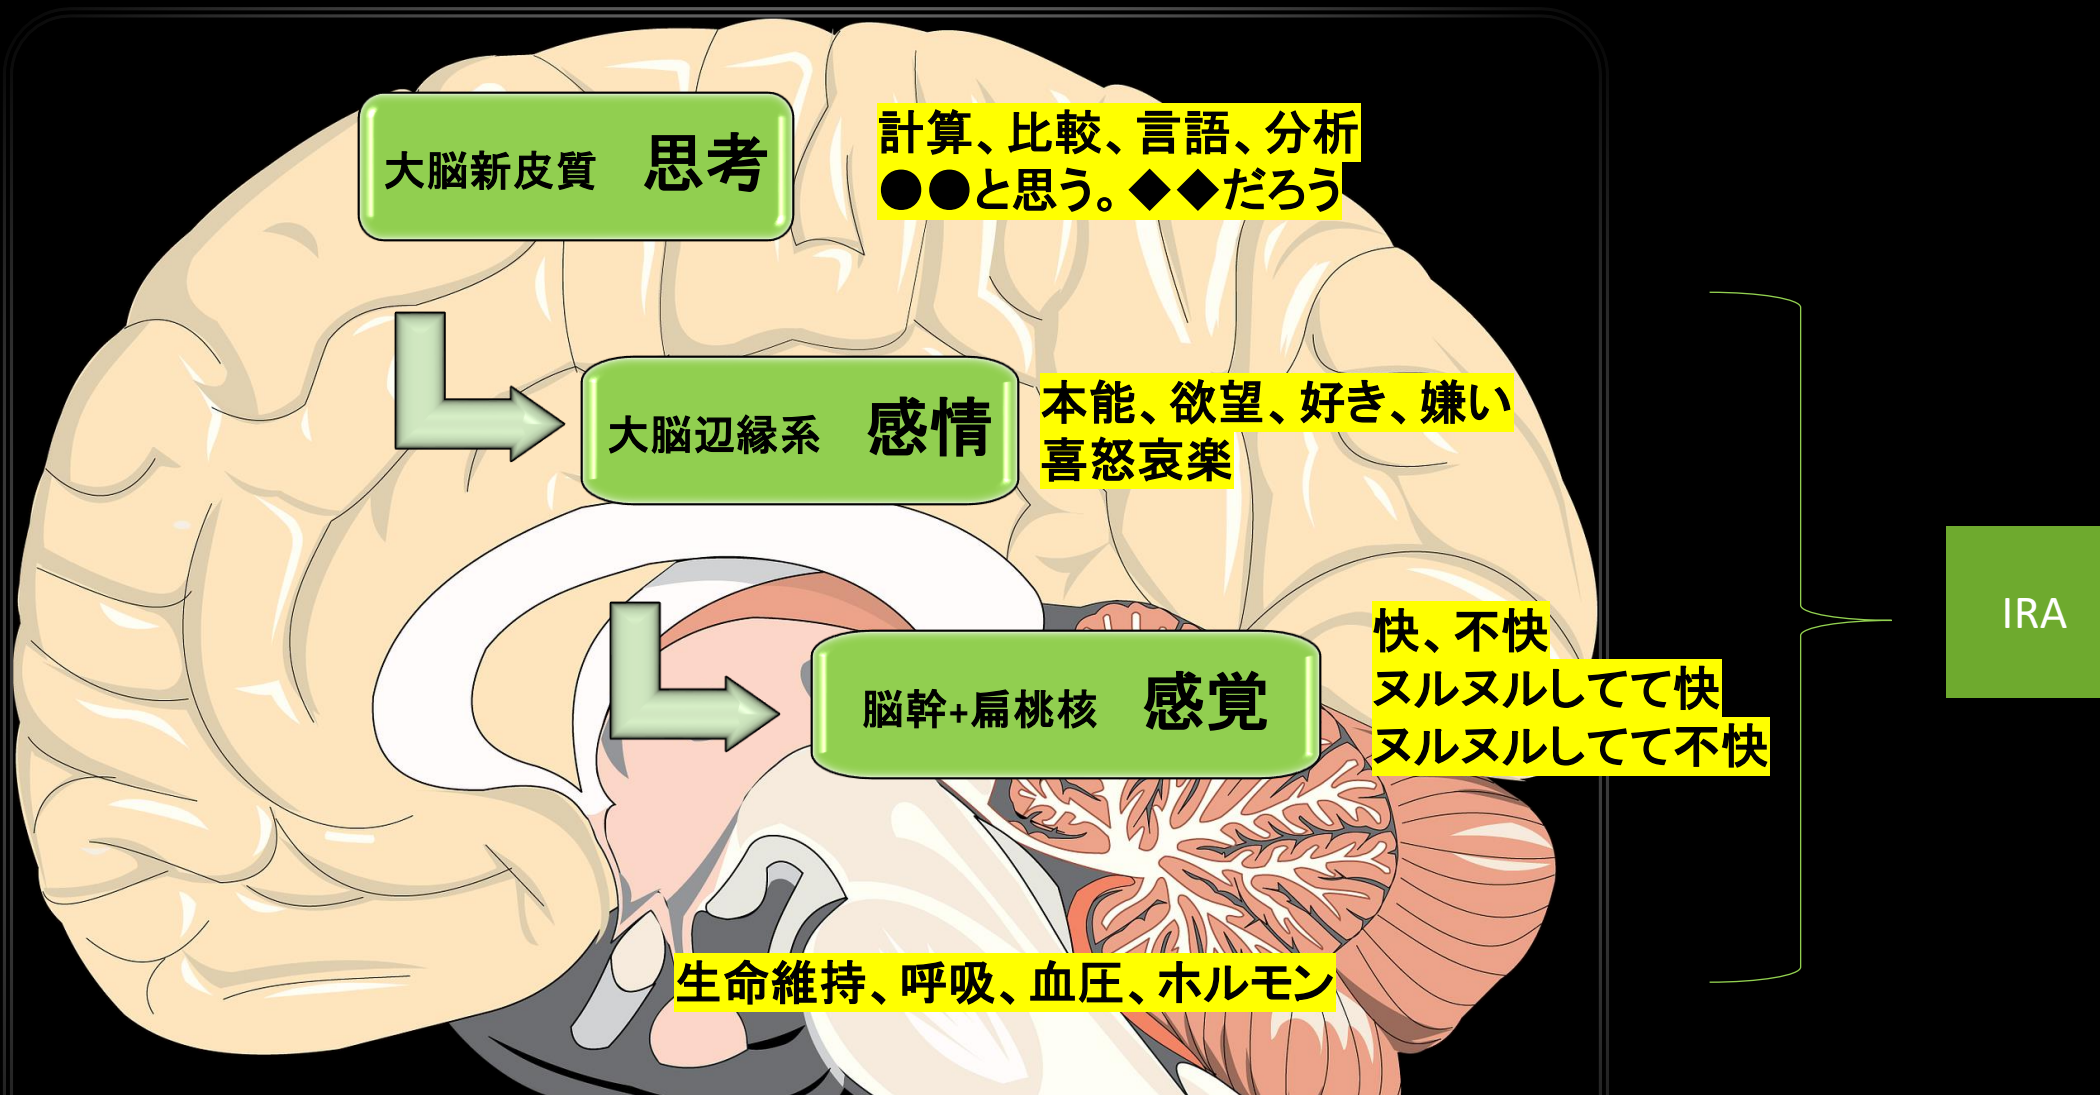 大脳新皮質　思考
計算、比較、言語、分析
●●と思う。◆◆だろう
大脳辺縁系　感情
本能、欲望、好き、嫌い
喜怒哀楽
脳幹+扁桃核　感覚
快、不快
ヌルヌルしてて快
ヌルヌルしてて不快
生命維持、呼吸、血圧、ホルモン
IRA